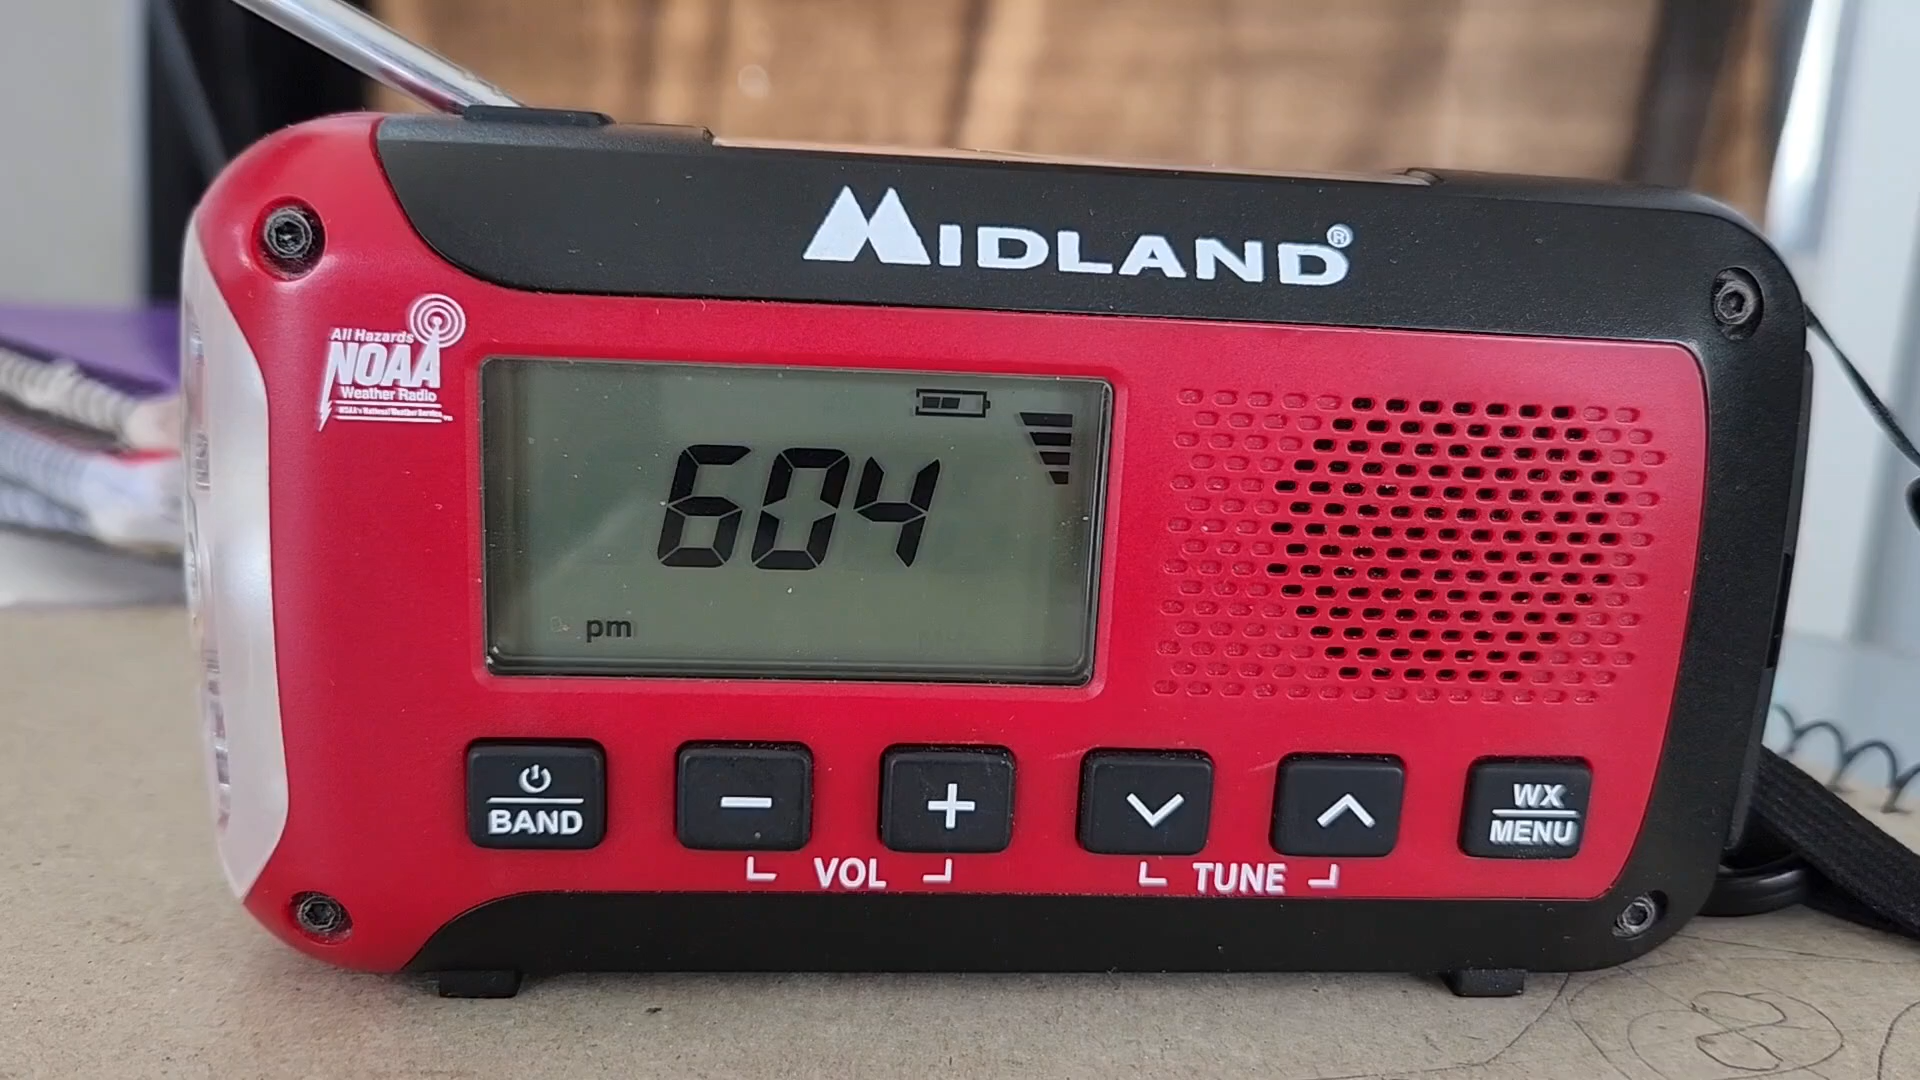 MIDLAND®
All Hazards
NOAA
Weather Radio
604
pm
BAND
WX
MENU
VOL
TUNE